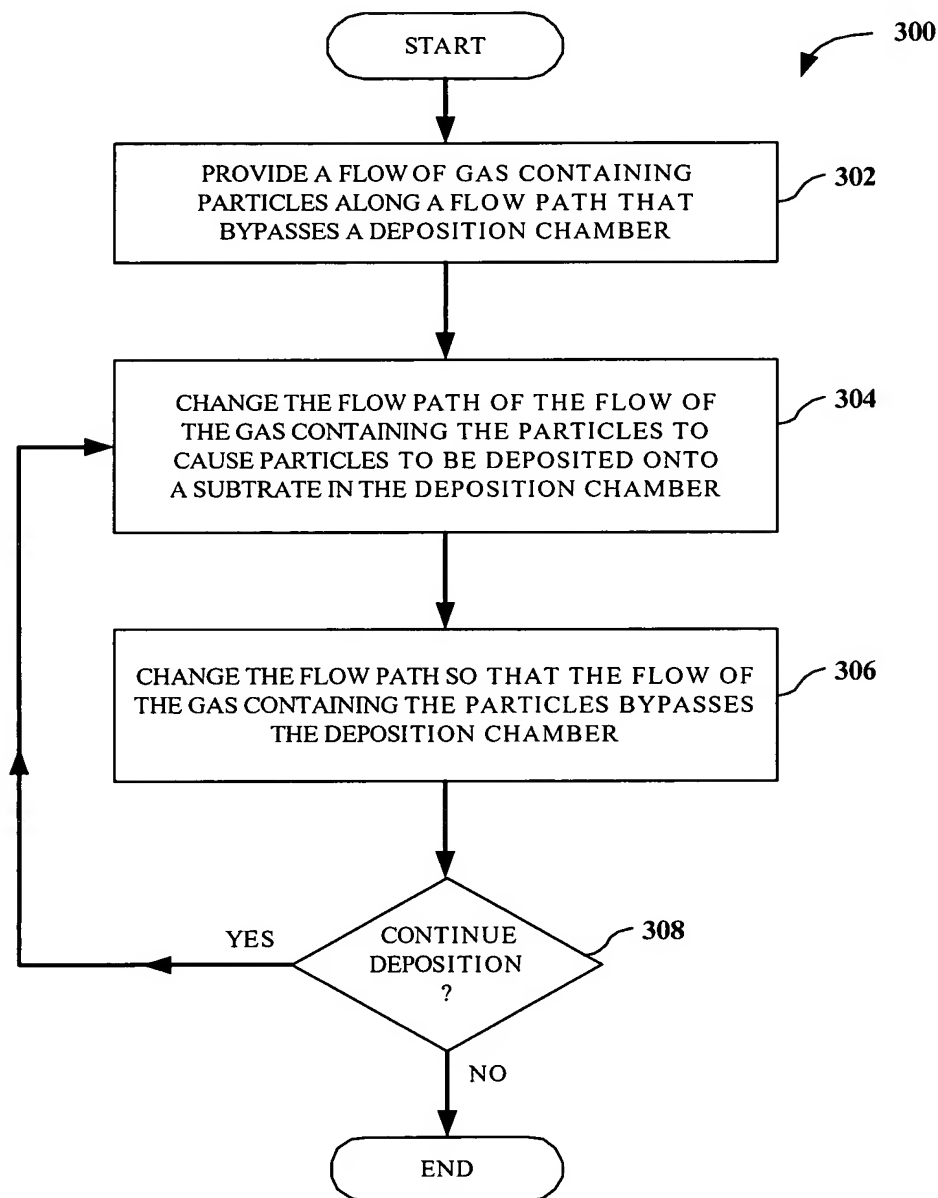 START
300
PROVIDE A FLOW OF GAS CONTAINING
PARTICLES ALONG A FLOW PATH THAT
BYPASSES A DEPOSITION CHAMBER
302
CHANGE THE FLOW PATH OF THE FLOW OF
THE GAS CONTAINING THE PARTICLES TO
CAUSE PARTICLES TO BE DEPOSITED ONTO
A SUBTRATE IN THE DEPOSITION CHAMBER
304
CHANGE THE FLOW PATH SO THAT THE FLOW OF
THE GAS CONTAINING THE PARTICLES BYPASSES
THE DEPOSITION CHAMBER
306
YES
CONTINUE
DEPOSITION
?
308
NO
END